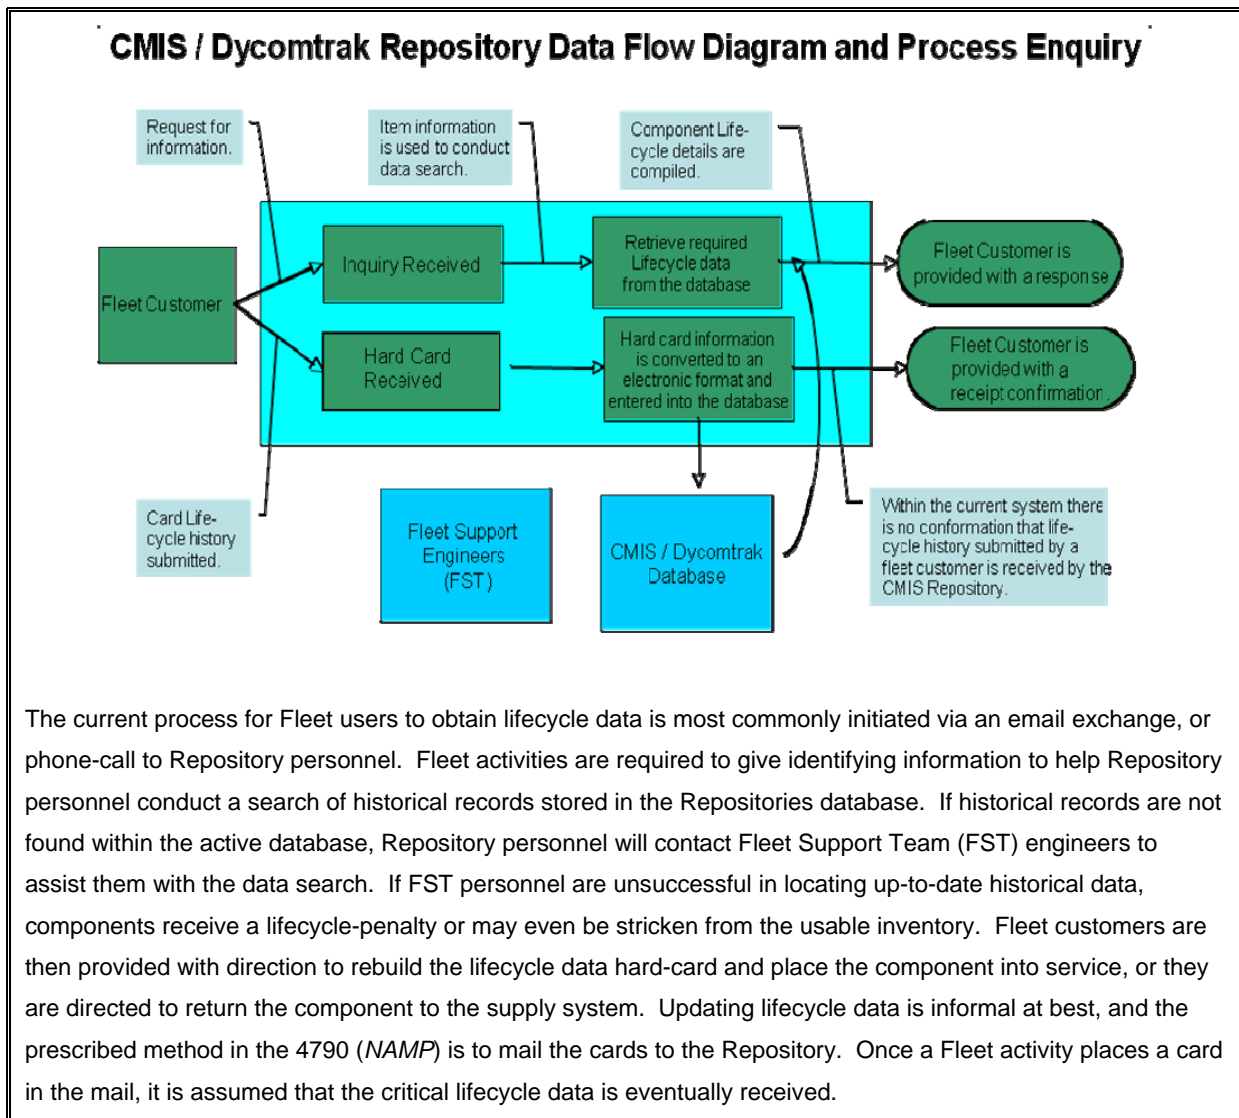 CMIS / Dycomtrak Repository Data Flow Diagram and Process Enquiry
Request for
information.
Item information
is used to conduct
data search.
Component Life-
cycle details are
compiled.
Fleet Customer
Inquiry Received
Retrieve required
Lifecycle data
from the database
Fleet Customer is
provided with a response
Hard Card
Received
Hard card information
is converted to an
electronic format and
entered into the database
Fleet Customer is
provided with a
receipt confirmation.
Card Life-
cycle history
submitted.
Fleet Support
Engineers
(FST)
CMIS / Dycomtrak
Database
Within the current system there
is no conformation that life-
cycle history submitted by a
fleet customer is received by the
CMIS Repository.
The current process for Fleet users to obtain lifecycle data is most commonly initiated via an email exchange, or
phone-call to Repository personnel.  Fleet activities are required to give identifying information to help Repository
personnel conduct a search of historical records stored in the Repositories database.  If historical records are not
found within the active database, Repository personnel will contact Fleet Support Team (FST) engineers to
assist them with the data search.  If FST personnel are unsuccessful in locating up-to-date historical data,
components receive a lifecycle-penalty or may even be stricken from the usable inventory.  Fleet customers are
then provided with direction to rebuild the lifecycle data hard-card and place the component into service, or they
are directed to return the component to the supply system.  Updating lifecycle data is informal at best, and the
prescribed method in the 4790 (NAMP) is to mail the cards to the Repository.  Once a Fleet activity places a card
in the mail, it is assumed that the critical lifecycle data is eventually received.